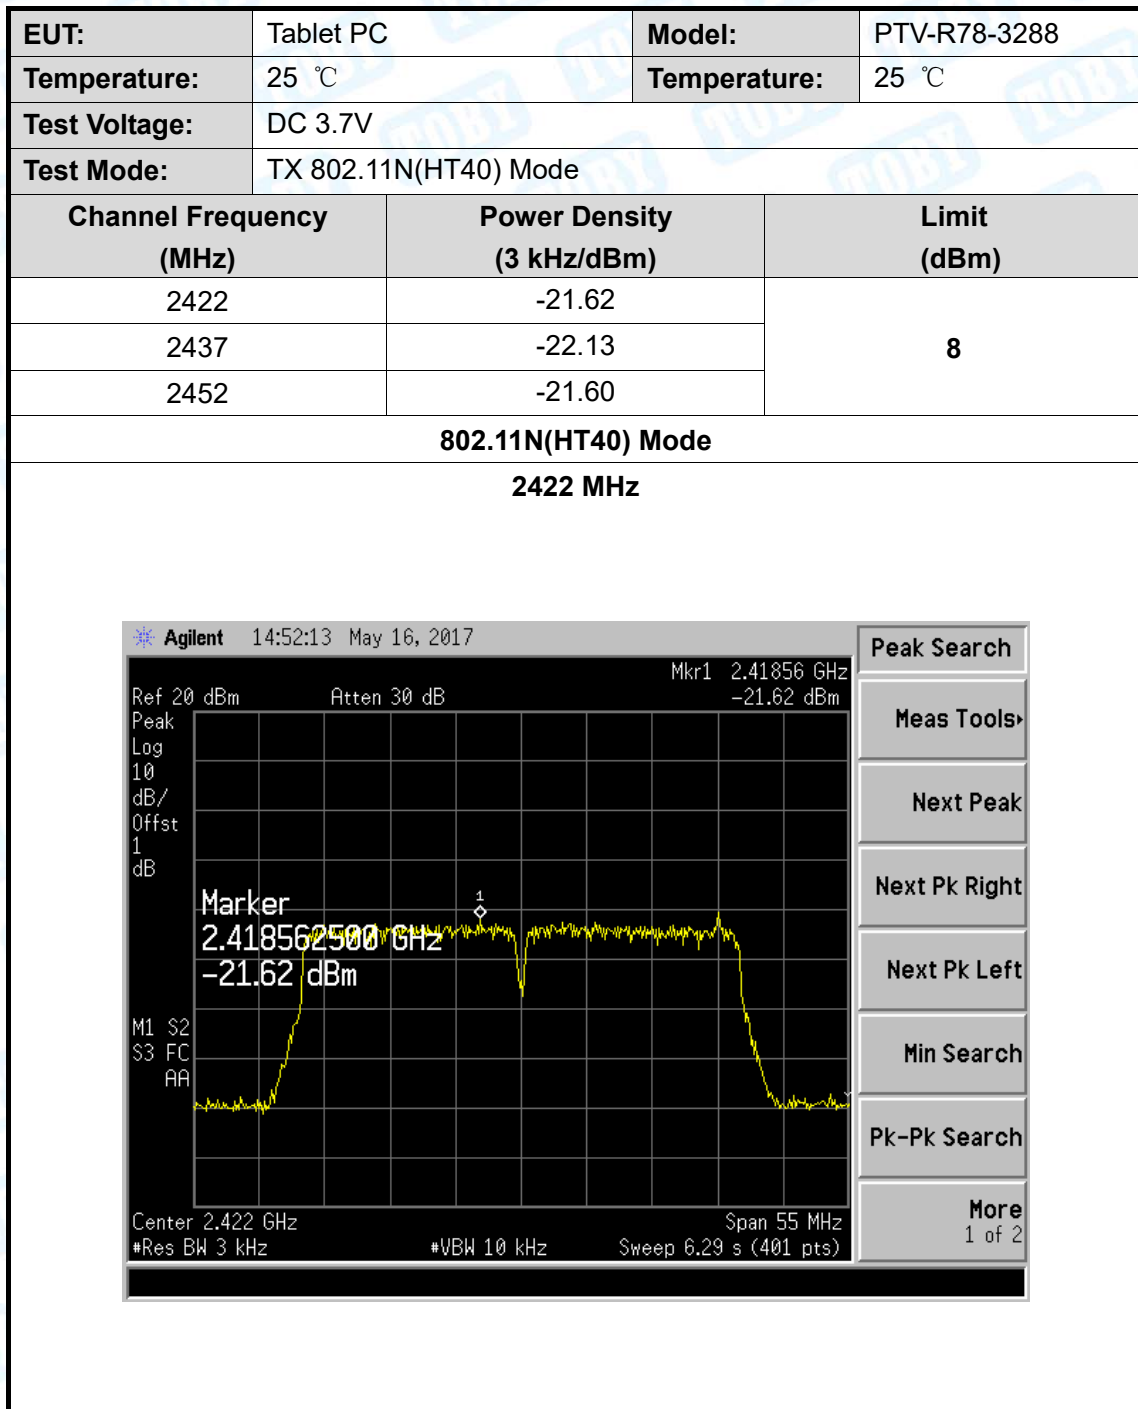 EUT: Tablet PC Model: PTV-R78-3288
Temperature: 25 ℃ Temperature: 25 ℃
Test Voltage: DC 3.7V
Test Mode: TX 802.11N(HT40) Mode
Channel Frequency Power Density Limit
(MHz) (3 kHz/dBm) (dBm)
2422 -21.62
2437 -22.13 8
2452 -21.60
802.11N(HT40) Mode
2422 MHz
Agilent 14:52:13 May 16, 2017
Peak Search
Mkr1 2.41856 GHz
Ref 20 dBm Atten 30 dB -21.62 dBm
Peak
Log
10
dB/
Offst
1
dB
1
Marker
2.418562500 GHz
-21.62 dBm
M1 S2
S3 FC
AA
Center 2.422 GHz Span 55 MHz
#Res BW 3 kHz #VBW 10 kHz Sweep 6.29 s (401 pts)
Meas Tools
Next Peak
Next Pk Right
Next Pk Left
Min Search
Pk-Pk Search
More
1 of 2
TOBY